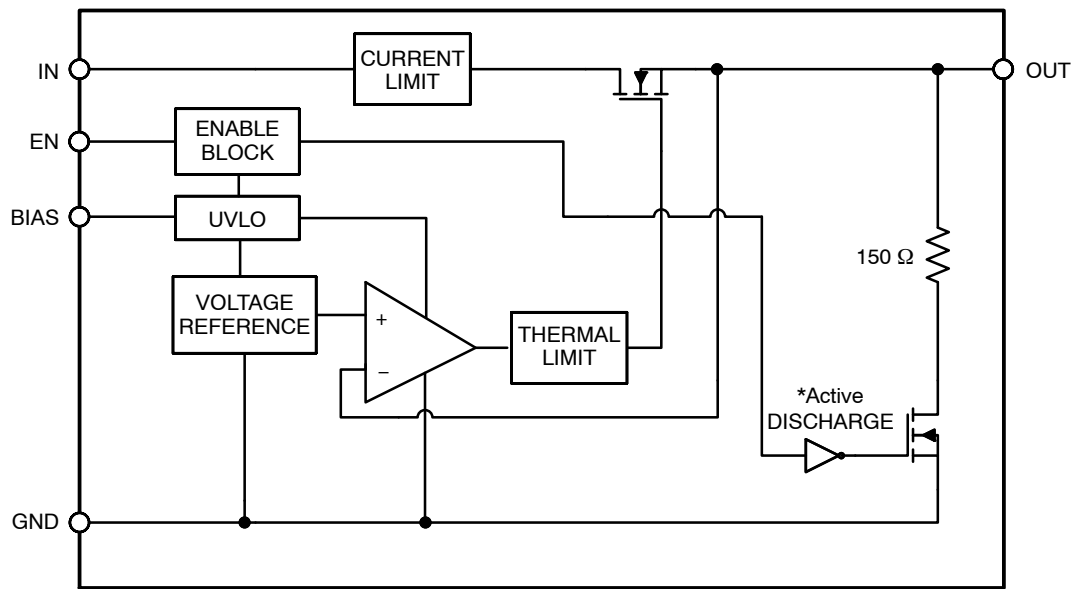 CURRENT
LIMIT
IN
OUT
ENABLE
BLOCK
EN
BIAS
UVLO
150 Ω
VOLTAGE
REFERENCE
+
−
THERMAL
LIMIT
*Active
DISCHARGE
GND